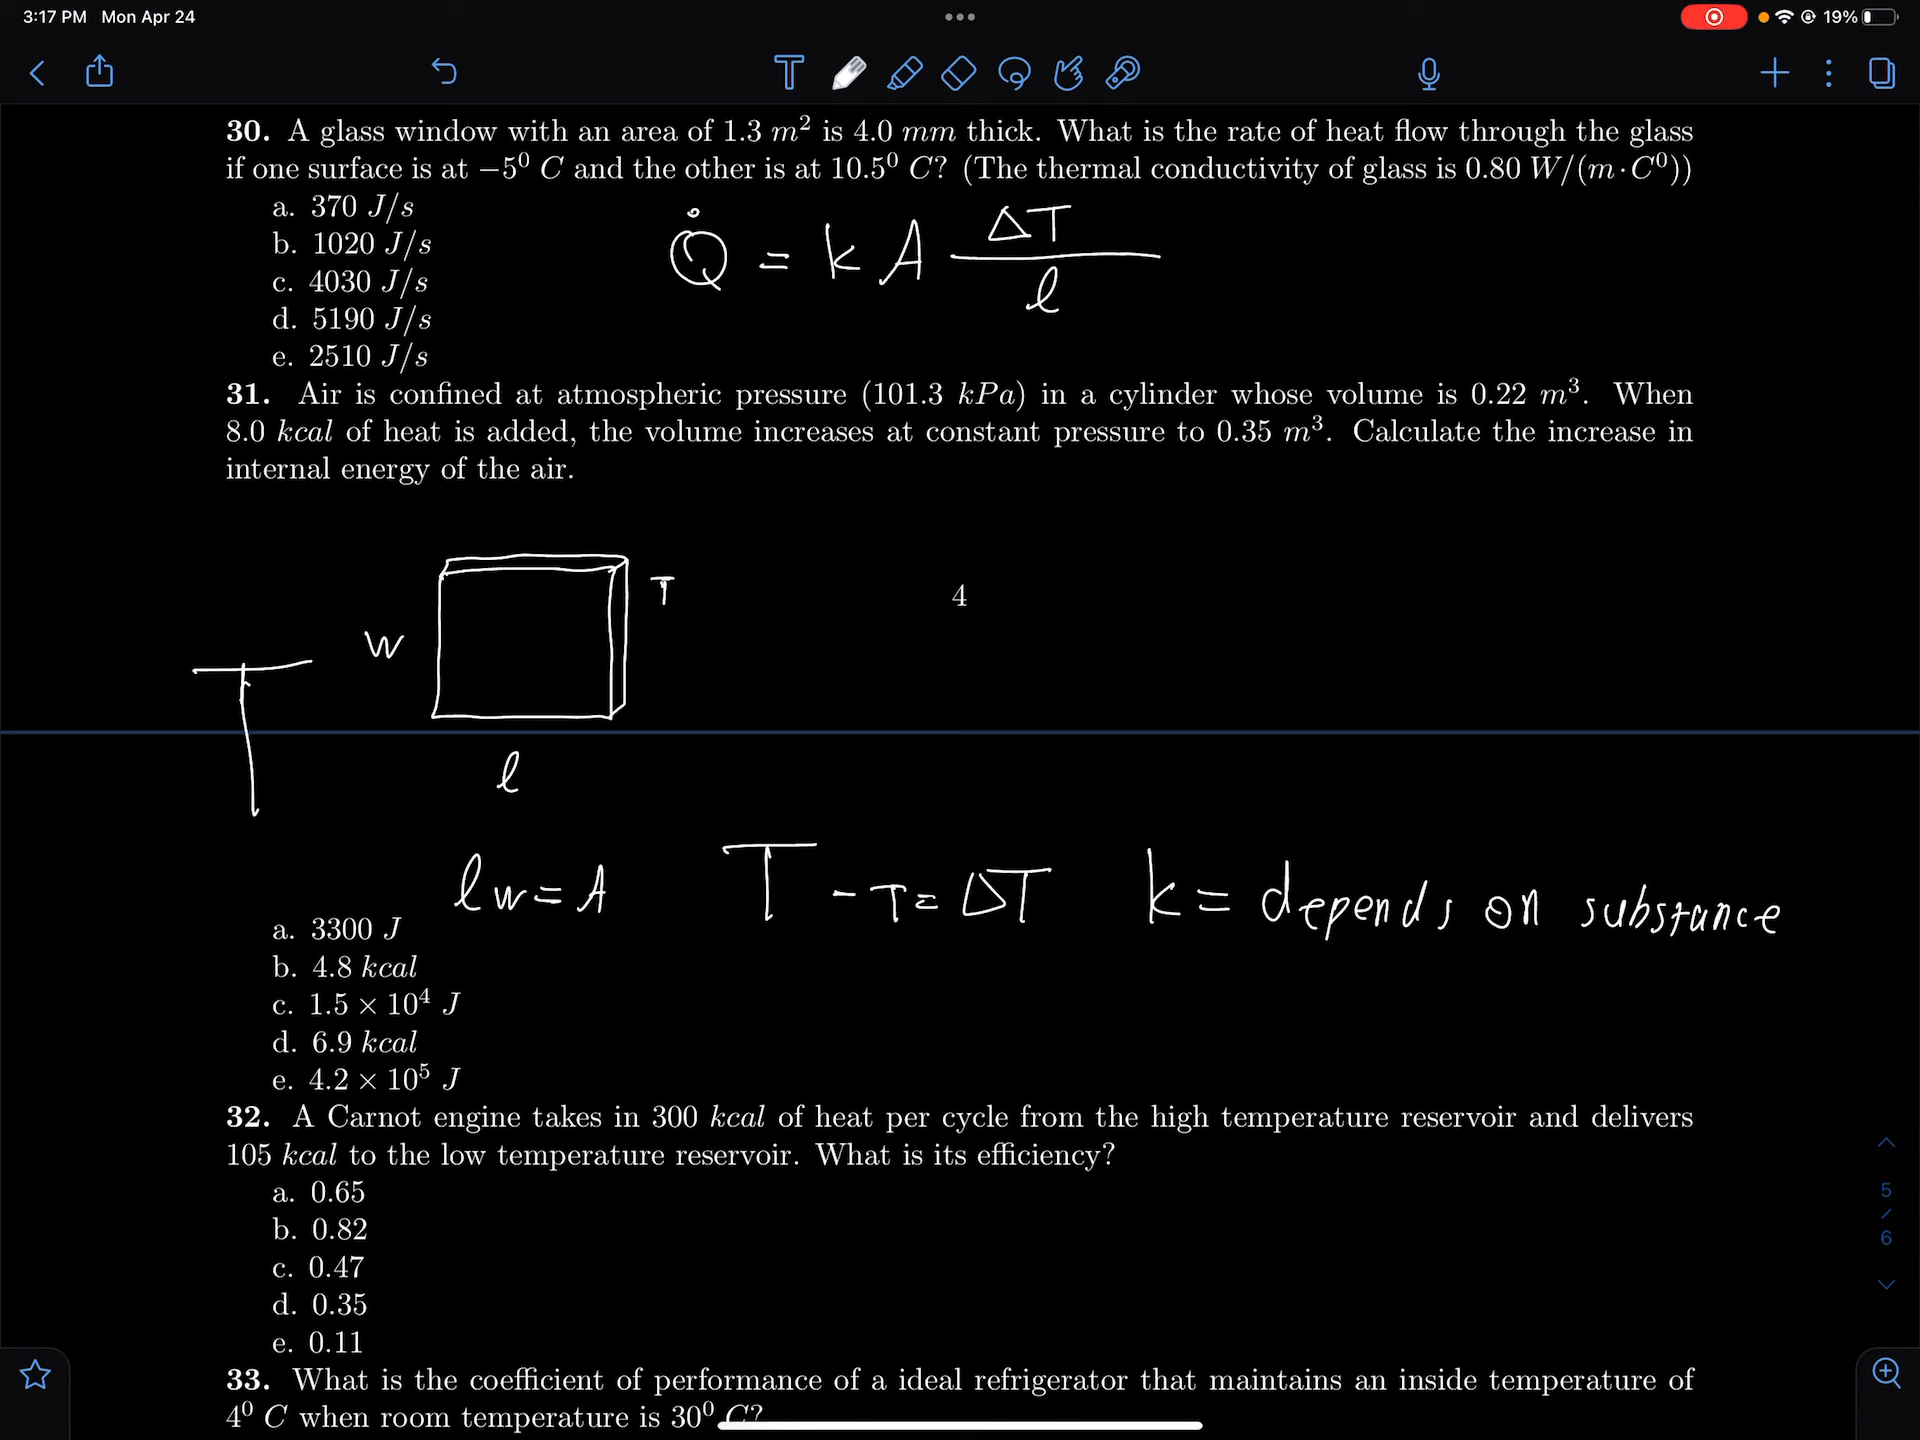 3:17 PM Mon Apr 24
19%
30. A glass window with an area of 1.3 m² is 4.0 mm thick. What is the rate of heat flow through the glass
if one surface is at −5⁰ C and the other is at 10.5⁰ C? (The thermal conductivity of glass is 0.80 W/(m·C⁰))
a. 370 J/s
b. 1020 J/s
c. 4030 J/s
d. 5190 J/s
e. 2510 J/s
Q̇ = k A ΔT / l
31. Air is confined at atmospheric pressure (101.3 kPa) in a cylinder whose volume is 0.22 m³. When
8.0 kcal of heat is added, the volume increases at constant pressure to 0.35 m³. Calculate the increase in
internal energy of the air.
T
4
w
T
l
lw = A T - T = ΔT k = depends on substance
a. 3300 J
b. 4.8 kcal
c. 1.5 × 10⁴ J
d. 6.9 kcal
e. 4.2 × 10⁵ J
32. A Carnot engine takes in 300 kcal of heat per cycle from the high temperature reservoir and delivers
105 kcal to the low temperature reservoir. What is its efficiency?
a. 0.65
b. 0.82
c. 0.47
d. 0.35
e. 0.11
5
/
6
33. What is the coefficient of performance of a ideal refrigerator that maintains an inside temperature of
4⁰ C when room temperature is 30⁰ C?